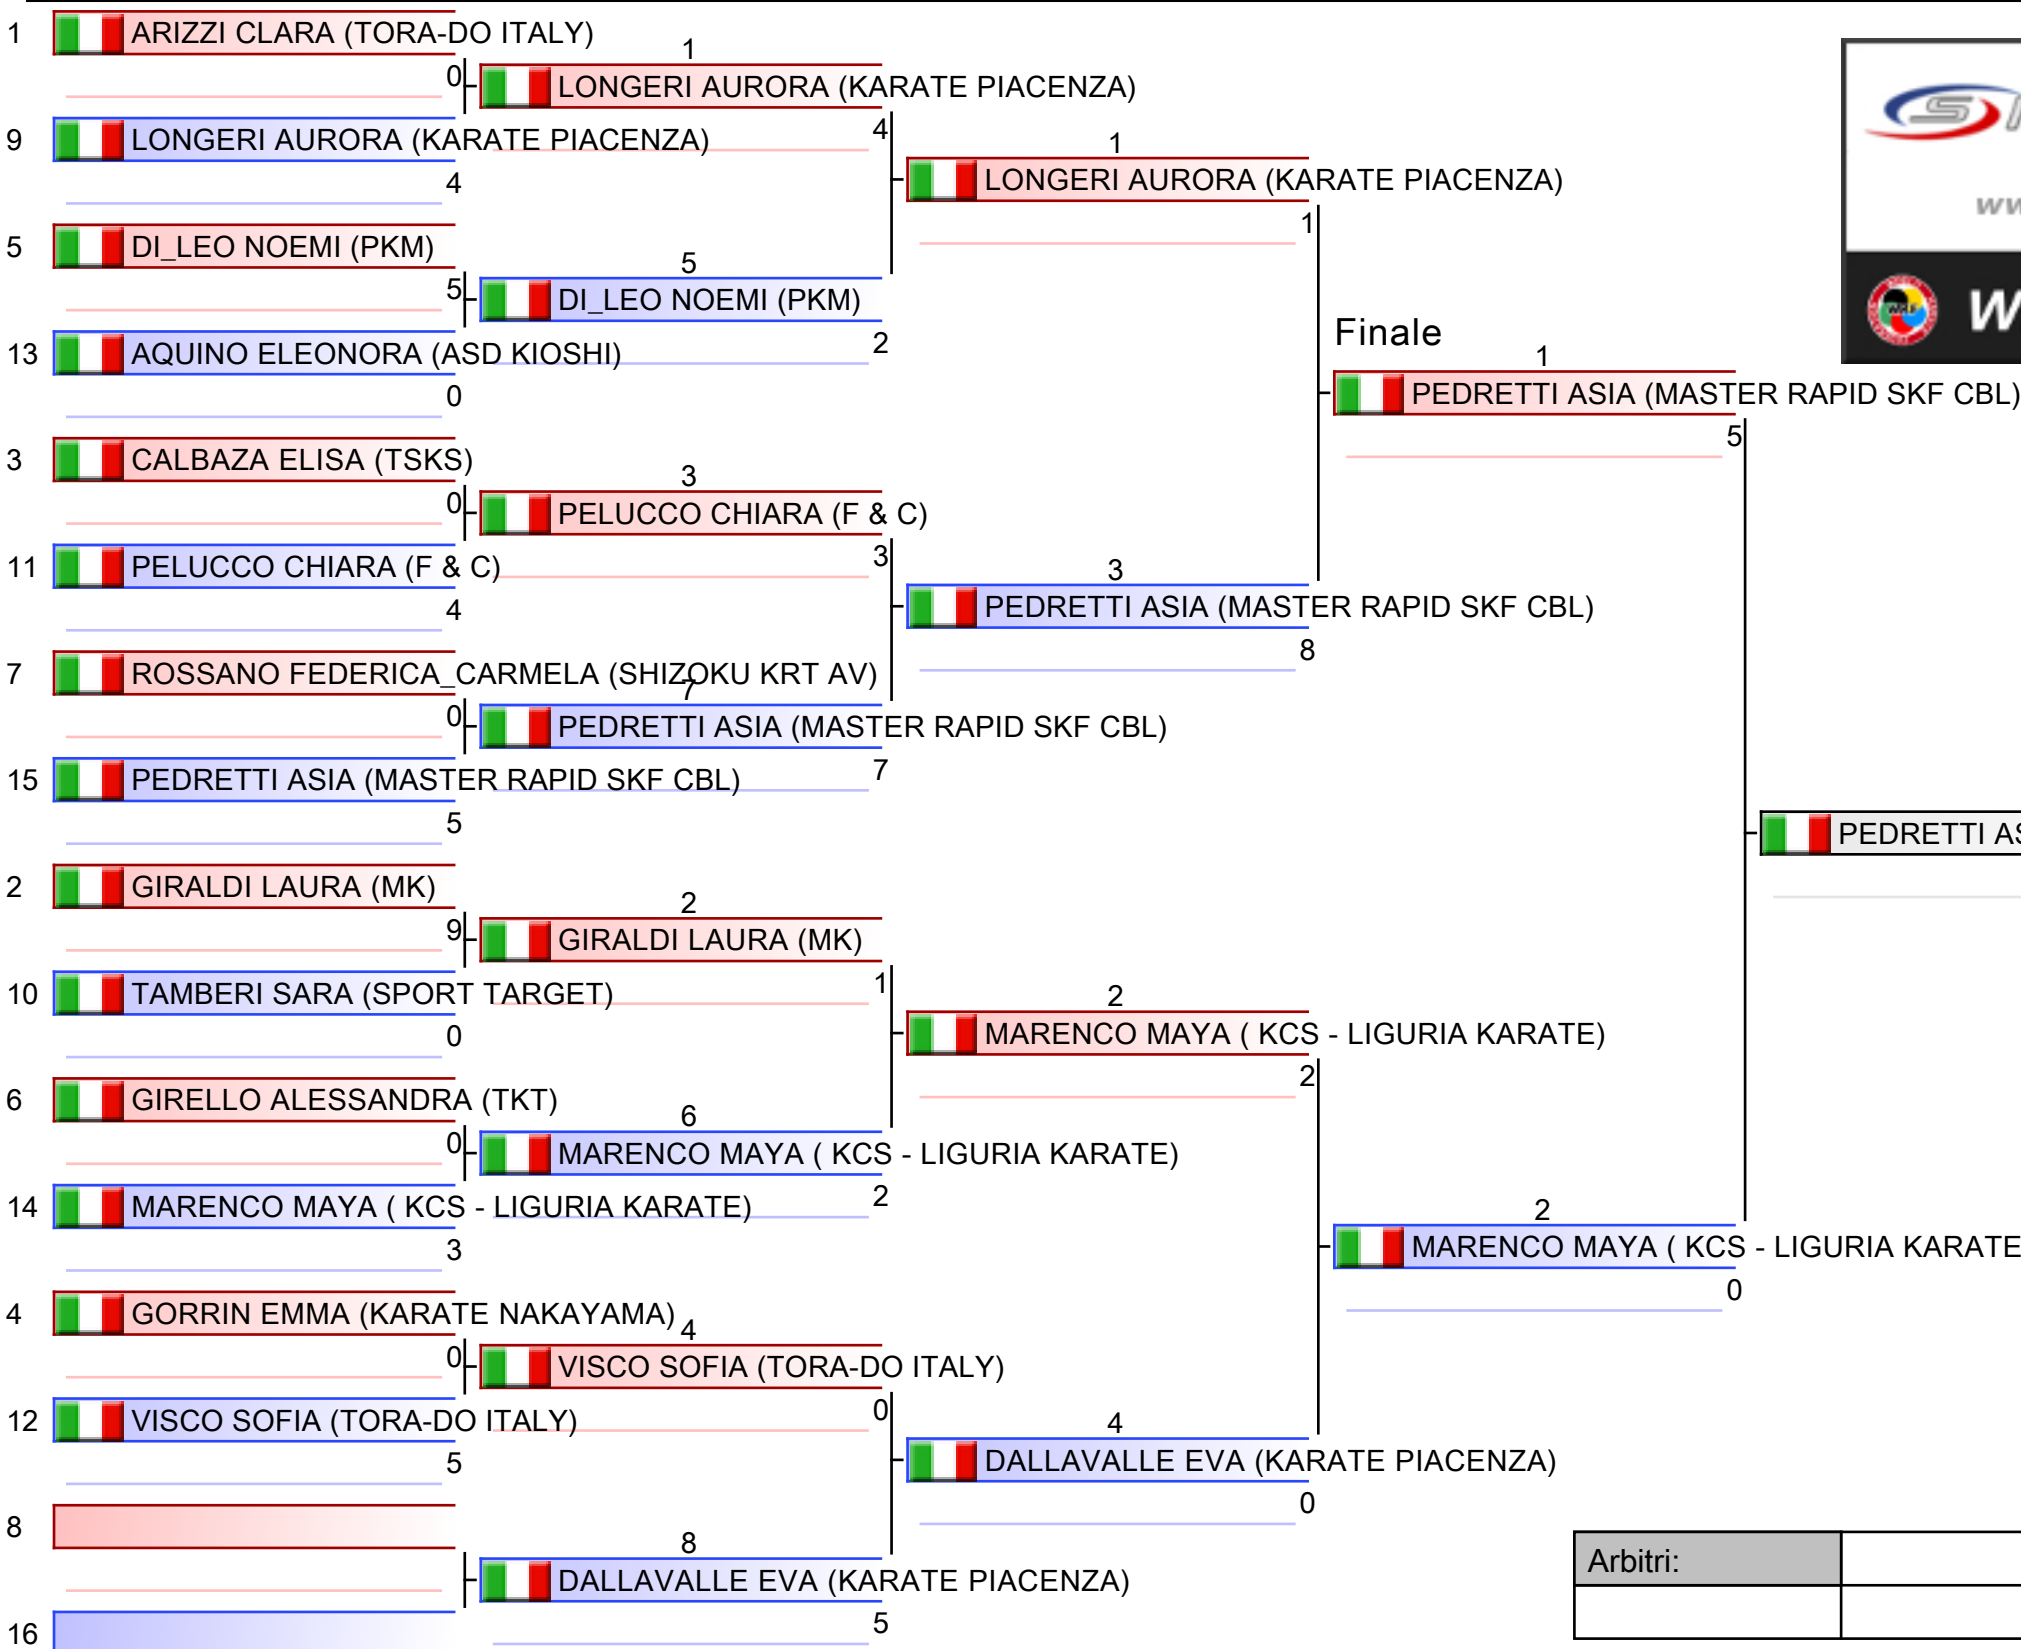 1 ARIZZI CLARA (TORA-DO ITALY)
0
9 LONGERI AURORA (KARATE PIACENZA)
4
5 DI_LEO NOEMI (PKM)
5
13 AQUINO ELEONORA (ASD KIOSHI)
0
3 CALBAZA ELISA (TSKS)
0
11 PELUCCO CHIARA (F & C)
4
7 ROSSANO FEDERICA_CARMELA (SHIZOKU KRT AV)
0
15 PEDRETTI ASIA (MASTER RAPID SKF CBL)
5
2 GIRALDI LAURA (MK)
9
10 TAMBERI SARA (SPORT TARGET)
0
6 GIRELLO ALESSANDRA (TKT)
0
14 MARENCO MAYA ( KCS - LIGURIA KARATE)
3
4 GORRIN EMMA (KARATE NAKAYAMA)
0
12 VISCO SOFIA (TORA-DO ITALY)
5
8
16
1
LONGERI AURORA (KARATE PIACENZA)
4
5
DI_LEO NOEMI (PKM)
2
3
PELUCCO CHIARA (F & C)
3
7
PEDRETTI ASIA (MASTER RAPID SKF CBL)
7
2
GIRALDI LAURA (MK)
1
6
MARENCO MAYA ( KCS - LIGURIA KARATE)
2
4
VISCO SOFIA (TORA-DO ITALY)
0
8
DALLAVALLE EVA (KARATE PIACENZA)
5
1
LONGERI AURORA (KARATE PIACENZA)
1
3
PEDRETTI ASIA (MASTER RAPID SKF CBL)
8
2
MARENCO MAYA ( KCS - LIGURIA KARATE)
2
4
DALLAVALLE EVA (KARATE PIACENZA)
0
Finale
1
PEDRETTI ASIA (MASTER RAPID SKF CBL)
5
2
MARENCO MAYA ( KCS - LIGURIA KARATE
0
PEDRETTI
S
ww
W
Arbitri: